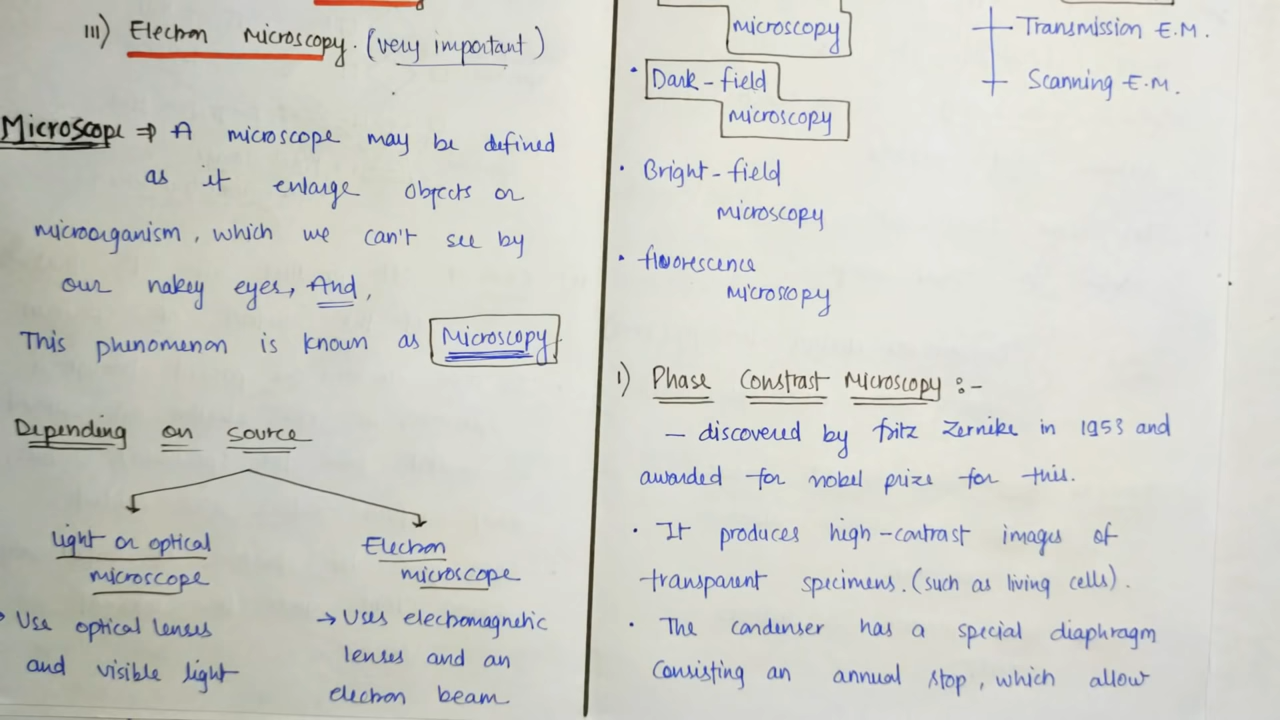 III) Electron Microscopy. (very important)
Microscope ⇒ A microscope may be defined
as it enlarge objects or
microorganism, which we can't see by
our nakey eyes, And,
This phenomenon is known as Microscopy.
Depending on source
light or optical
microscope
Use optical lenses
and visible light
Electron
microscope
→ Uses electromagnetic
lenses and an
electron beam
microscopy
• Dark-field
microscopy
• Bright-field
microscopy
• fluorescence
microscopy
Transmission E.M.
Scanning E.M.
1) Phase Constrast Microscopy :-
— discovered by fritz Zernike in 1953 and
awarded for nobel prize for this.
• It produces high-contrast images of
transparent specimens. (such as living cells).
• The condenser has a special diaphragm
Consisting an annual stop, which allow